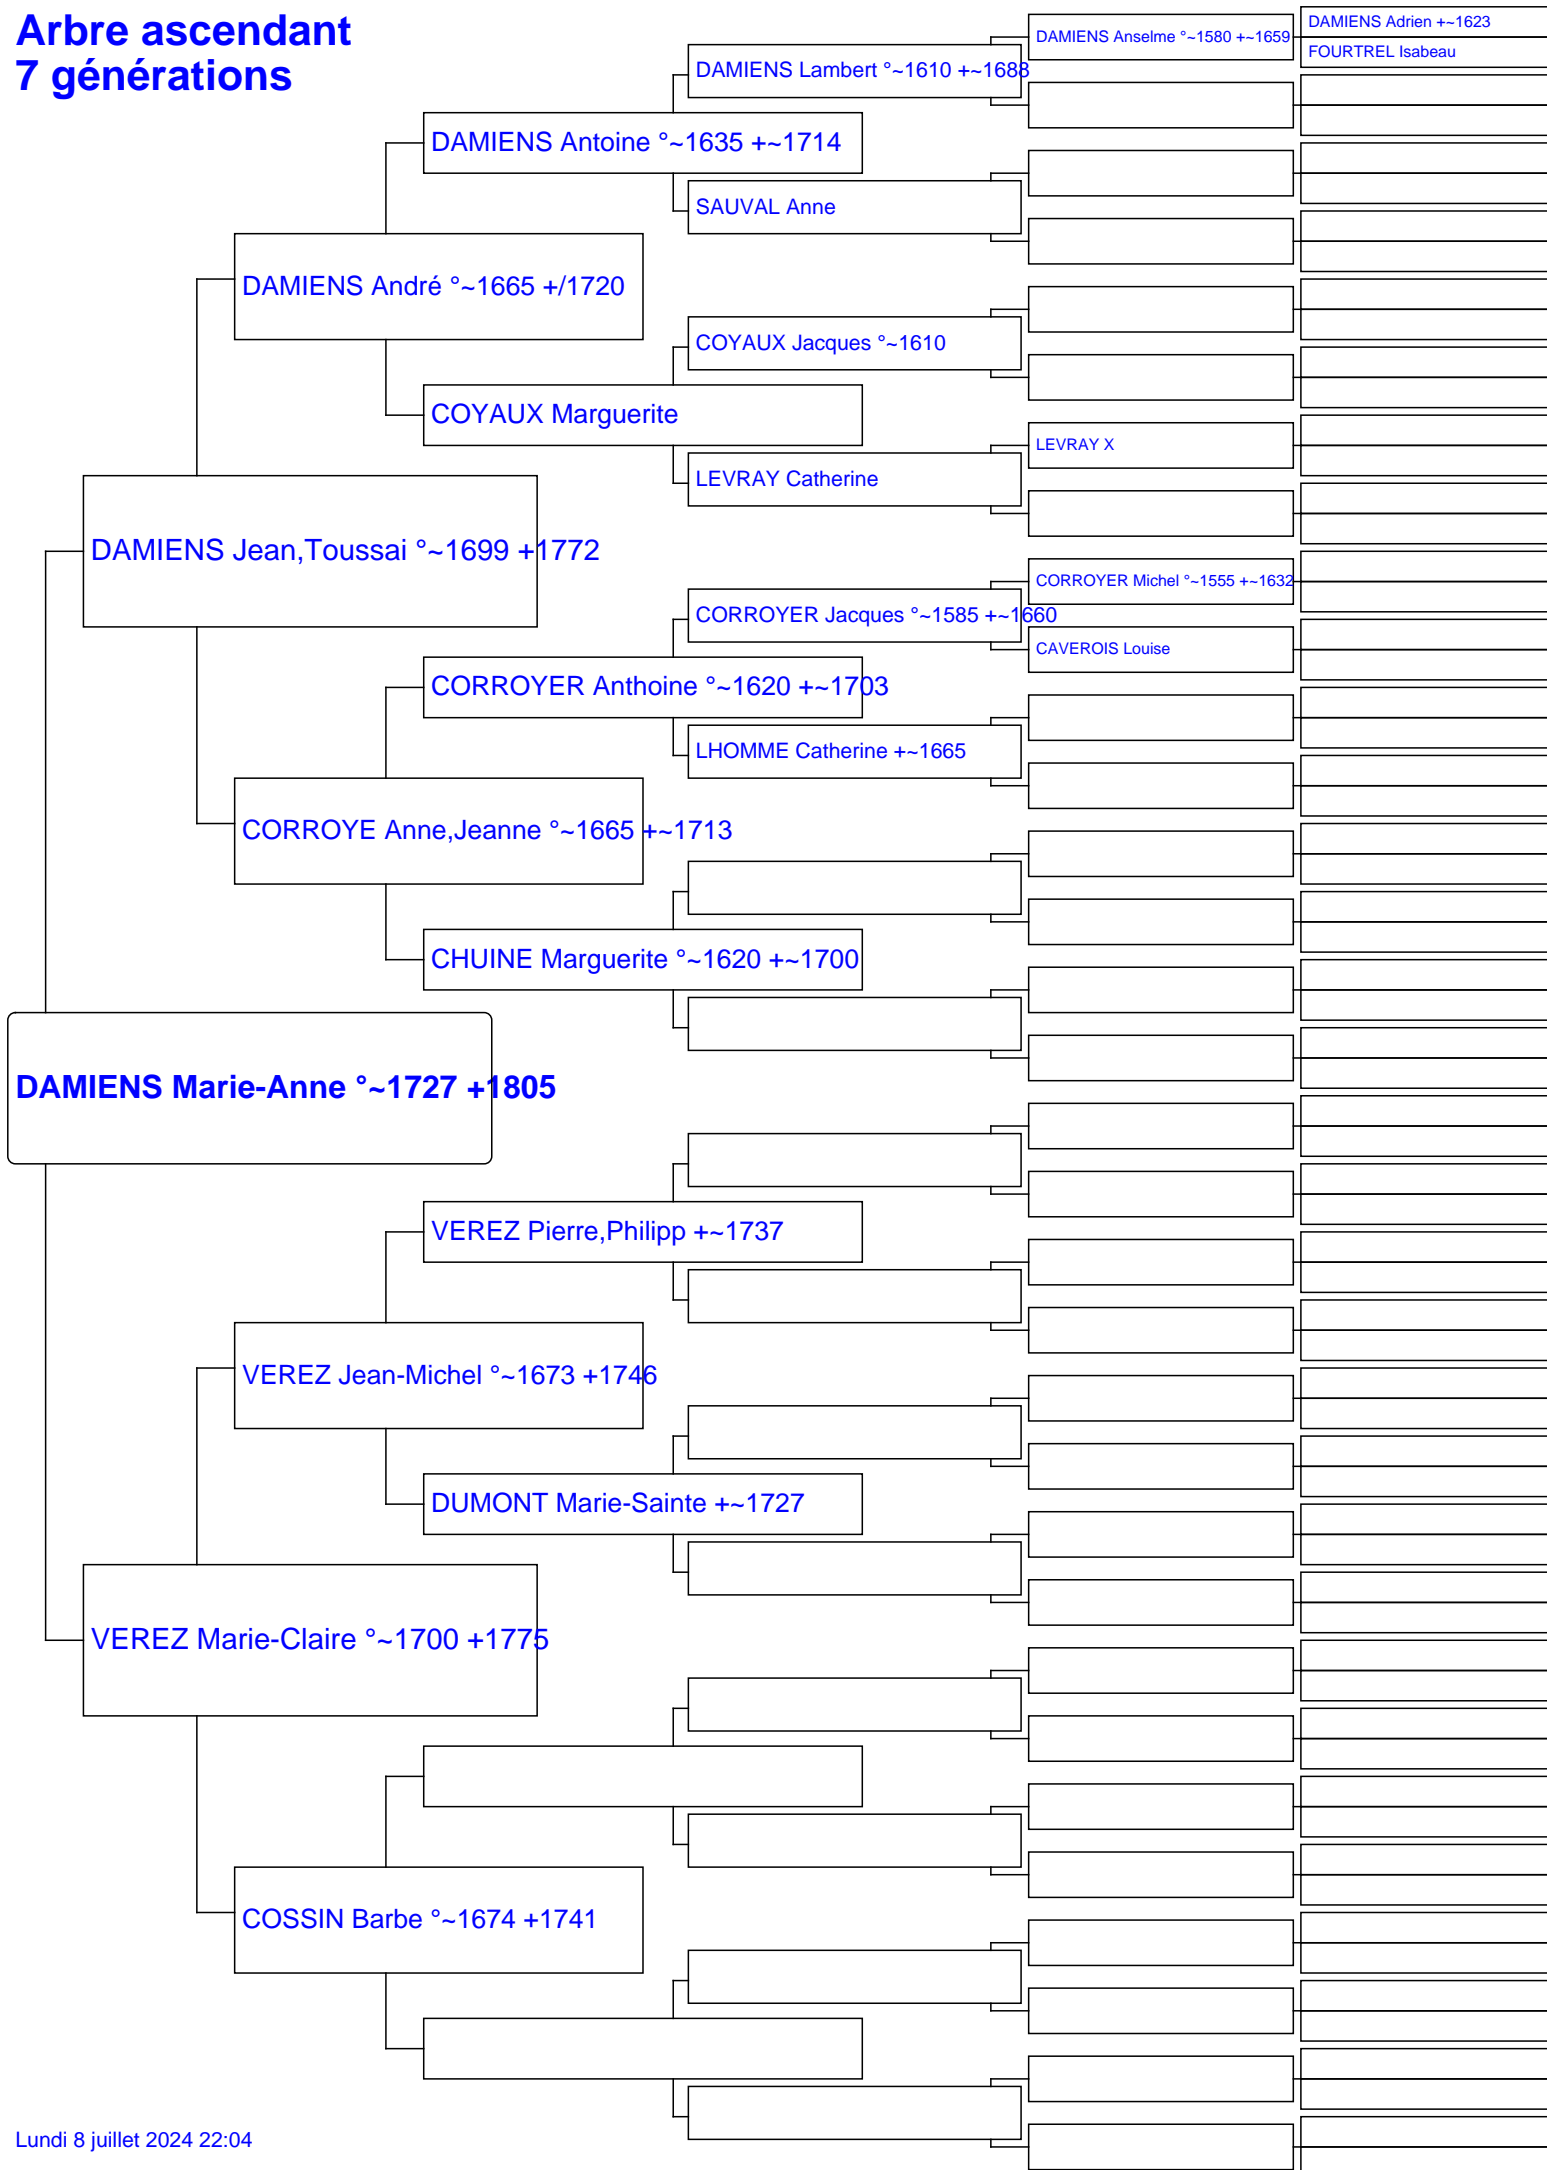 Arbre ascendant
7 générations
DAMIENS Adrien +~1623
DAMIENS Anselme °~1580 +~1659
FOURTREL Isabeau
DAMIENS Lambert °~1610 +~1688
DAMIENS Antoine °~1635 +~1714
SAUVAL Anne
DAMIENS André °~1665 +/1720
COYAUX Jacques °~1610
COYAUX Marguerite
LEVRAY X
LEVRAY Catherine
DAMIENS Jean,Toussai °~1699 +1772
CORROYER Michel °~1555 +~1632
CORROYER Jacques °~1585 +~1660
CAVEROIS Louise
CORROYER Anthoine °~1620 +~1703
LHOMME Catherine +~1665
CORROYE Anne,Jeanne °~1665 +~1713
CHUINE Marguerite °~1620 +~1700
DAMIENS Marie-Anne °~1727 +1805
VEREZ Pierre,Philipp +~1737
VEREZ Jean-Michel °~1673 +1746
DUMONT Marie-Sainte +~1727
VEREZ Marie-Claire °~1700 +1775
COSSIN Barbe °~1674 +1741
Lundi 8 juillet 2024 22:04